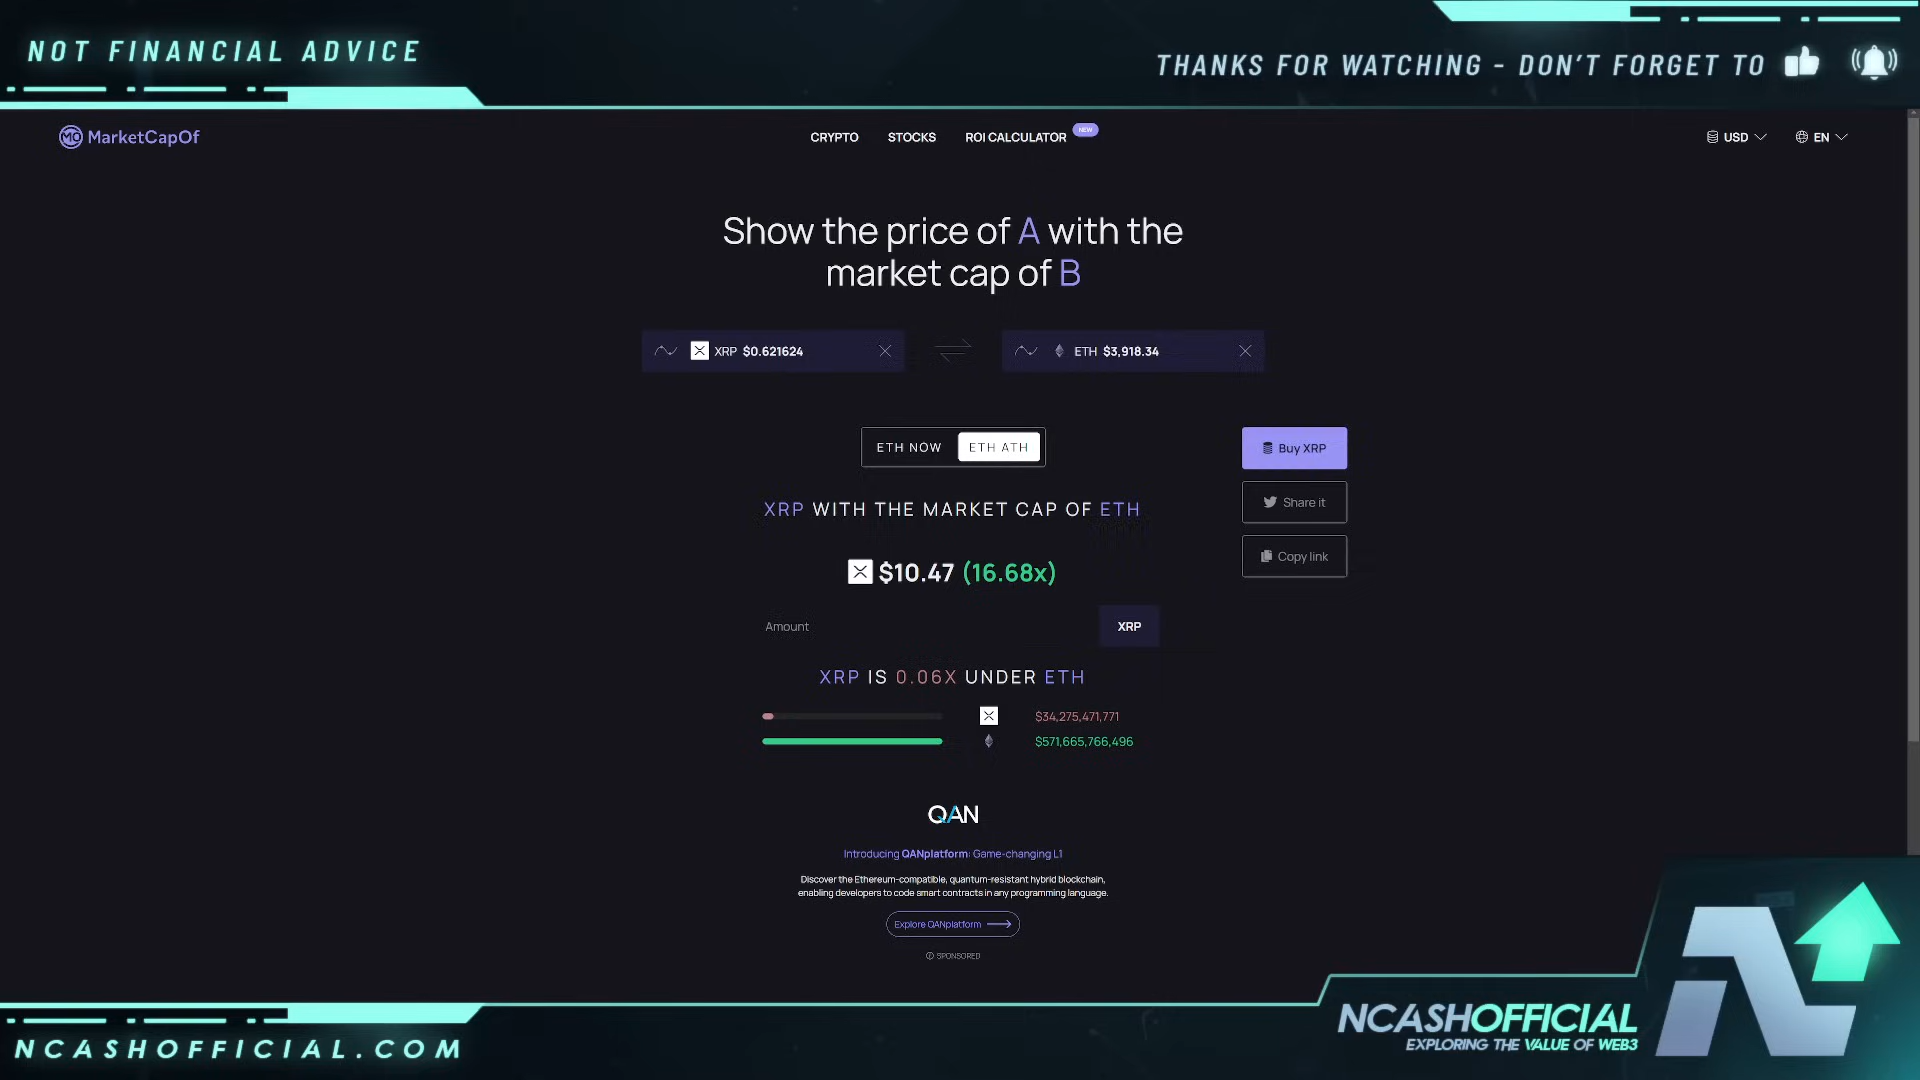 NOT FINANCIAL ADVICE
THANKS FOR WATCHING - DON'T FORGET TO
MO MarketCapOf
CRYPTO
STOCKS
ROI CALCULATOR NEW
USD
EN
Show the price of A with the
market cap of B
XRP $0.621624
ETH $3,918.34
ETH NOW
ETH ATH
Buy XRP
Share it
Copy link
XRP WITH THE MARKET CAP OF ETH
$10.47 (16.68x)
Amount
XRP
XRP IS 0.06X UNDER ETH
$34,275,471,771
$571,665,766,496
QAN
Introducing QANplatform: Game-changing L1
Discover the Ethereum-compatible, quantum-resistant hybrid blockchain,
enabling developers to code smart contracts in any programming language.
Explore QANplatform
SPONSORED
NCASHOFFICIAL.COM
NCASHOFFICIAL
EXPLORING THE VALUE OF WEB3